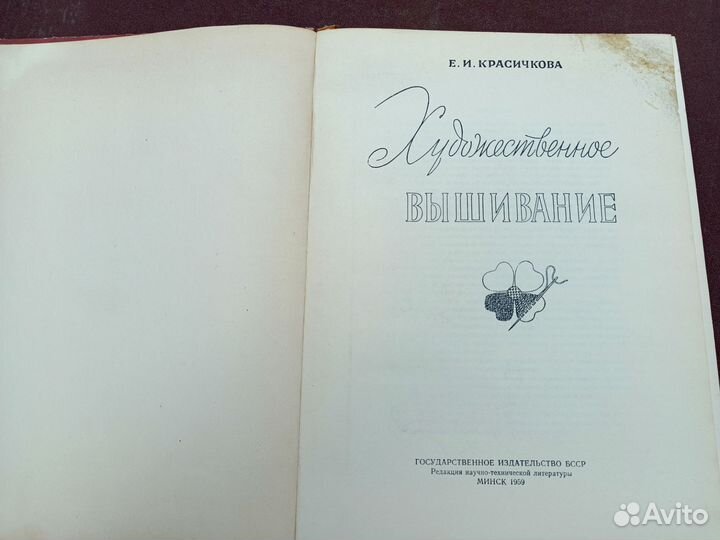 Е. И. КРАСИЧКОВА
Художественное
ВЫШИВАНИЕ
ГОСУДАРСТВЕННОЕ ИЗДАТЕЛЬСТВО БССР
Редакция научно-технической литературы
МИНСК 1959
Avito